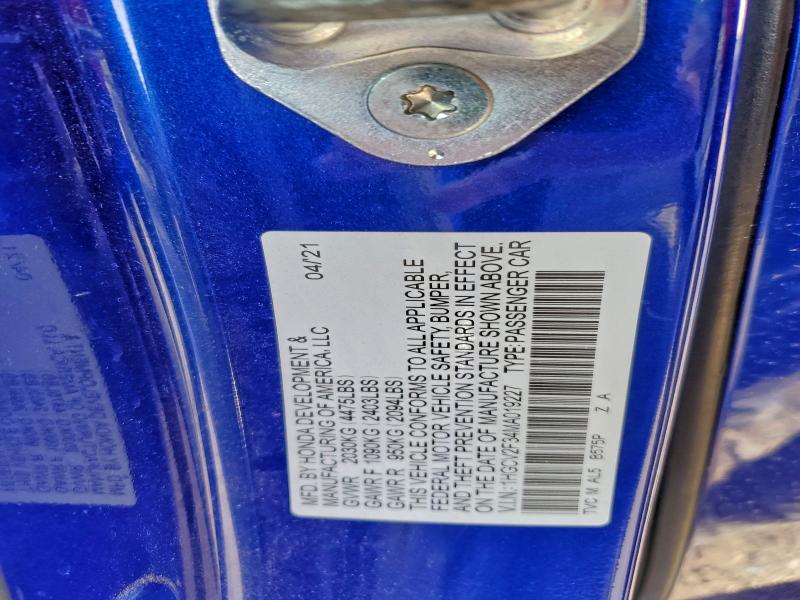 MFD. BY HONDA DEVELOPMENT &
MANUFACTURING OF AMERICA, LLC 04/21
GVWR 2030KG (4475LBS)
GAWR F 1090KG (2403LBS)
GAWR R 950KG (2094LBS)
THIS VEHICLE CONFORMS TO ALL APPLICABLE
FEDERAL MOTOR VEHICLE SAFETY, BUMPER,
AND THEFT PREVENTION STANDARDS IN EFFECT
ON THE DATE OF MANUFACTURE SHOWN ABOVE.
V.I.N.: 1HGCV2F34MA019227 TYPE: PASSENGER CAR
TVC M AL5 B575P Z A